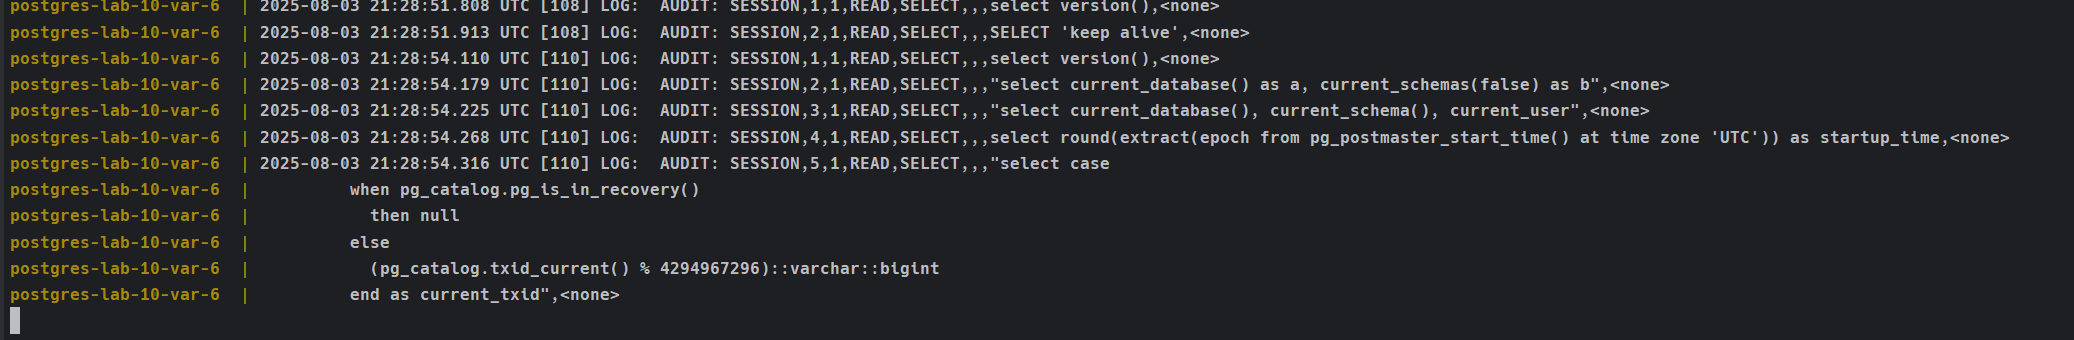 postgres-lab-10-var-6  | 2025-08-03 21:28:51.808 UTC [108] LOG:  AUDIT: SESSION,1,1,READ,SELECT,,,select version(),<none>
postgres-lab-10-var-6  | 2025-08-03 21:28:51.913 UTC [108] LOG:  AUDIT: SESSION,2,1,READ,SELECT,,,SELECT 'keep alive',<none>
postgres-lab-10-var-6  | 2025-08-03 21:28:54.110 UTC [110] LOG:  AUDIT: SESSION,1,1,READ,SELECT,,,select version(),<none>
postgres-lab-10-var-6  | 2025-08-03 21:28:54.179 UTC [110] LOG:  AUDIT: SESSION,2,1,READ,SELECT,,,"select current_database() as a, current_schemas(false) as b",<none>
postgres-lab-10-var-6  | 2025-08-03 21:28:54.225 UTC [110] LOG:  AUDIT: SESSION,3,1,READ,SELECT,,,"select current_database(), current_schema(), current_user",<none>
postgres-lab-10-var-6  | 2025-08-03 21:28:54.268 UTC [110] LOG:  AUDIT: SESSION,4,1,READ,SELECT,,,select round(extract(epoch from pg_postmaster_start_time() at time zone 'UTC')) as startup_time,<none>
postgres-lab-10-var-6  | 2025-08-03 21:28:54.316 UTC [110] LOG:  AUDIT: SESSION,5,1,READ,SELECT,,,"select case
postgres-lab-10-var-6  |          when pg_catalog.pg_is_in_recovery()
postgres-lab-10-var-6  |            then null
postgres-lab-10-var-6  |          else
postgres-lab-10-var-6  |            (pg_catalog.txid_current() % 4294967296)::varchar::bigint
postgres-lab-10-var-6  |          end as current_txid",<none>